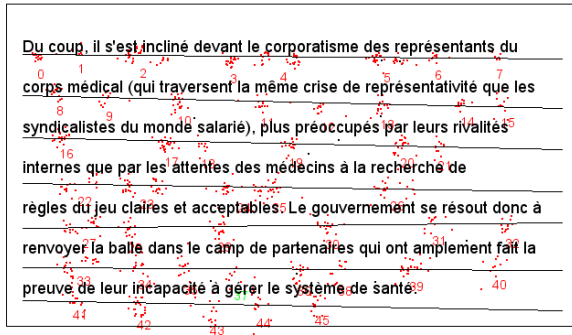 Du coup, il s'est incliné devant le corporatisme des représentants du
corps médical (qui traversent la même crise de représentativité que les
syndicalistes du monde salarié), plus préoccupés par leurs rivalités
internes que par les attentes des médecins à la recherche de
règles du jeu claires et acceptables. Le gouvernement se résout donc à
renvoyer la balle dans le camp de partenaires qui ont amplement fait la
preuve de leur incapacité à gérer le système de santé.